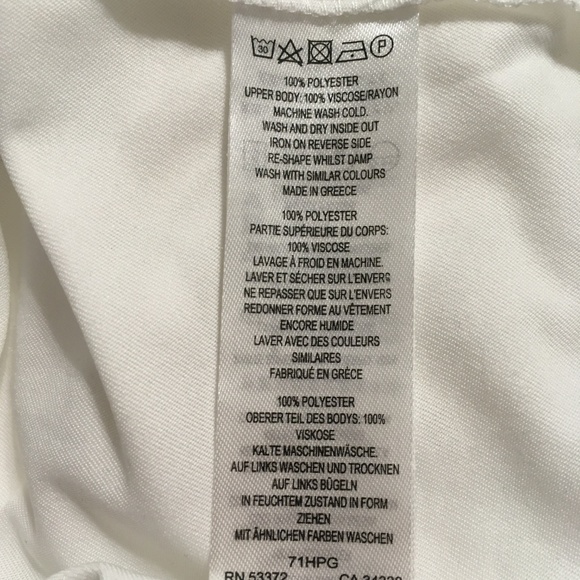 30 P
100% POLYESTER
UPPER BODY: 100% VISCOSE/RAYON
MACHINE WASH COLD.
WASH AND DRY INSIDE OUT
IRON ON REVERSE SIDE
RE-SHAPE WHILST DAMP
WASH WITH SIMILAR COLOURS
MADE IN GREECE
100% POLYESTER
PARTIE SUPÉRIEURE DU CORPS:
100% VISCOSE
LAVAGE À FROID EN MACHINE.
LAVER ET SÉCHER SUR L'ENVERS
NE REPASSER QUE SUR L'ENVERS
REDONNER FORME AU VÊTEMENT
ENCORE HUMIDE
LAVER AVEC DES COULEURS
SIMILAIRES
FABRIQUÉ EN GRÈCE
100% POLYESTER
OBERER TEIL DES BODYS: 100%
VISKOSE
KALTE MASCHINENWÄSCHE.
AUF LINKS WASCHEN UND TROCKNEN
AUF LINKS BÜGELN
IN FEUCHTEM ZUSTAND IN FORM
ZIEHEN
MIT ÄHNLICHEN FARBEN WASCHEN
71HPG
RN 53372 CA